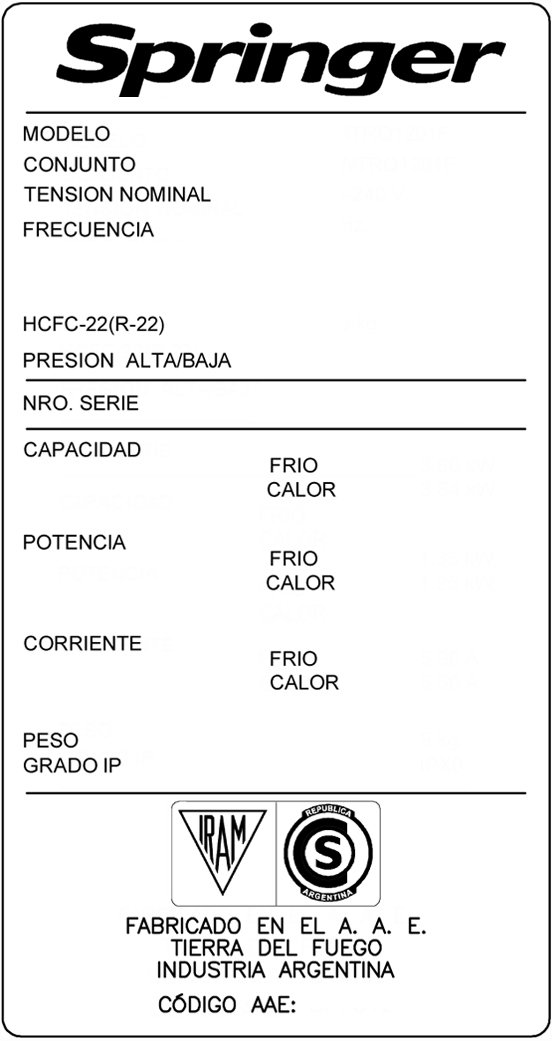 Springer
MODELO
CONJUNTO
TENSION NOMINAL
FRECUENCIA
HCFC-22(R-22)
PRESION ALTA/BAJA
NRO. SERIE
CAPACIDAD
FRIO
CALOR
POTENCIA
FRIO
CALOR
CORRIENTE
FRIO
CALOR
PESO
GRADO IP
IRAM
REPUBLICA
S
ARGENTINA
FABRICADO EN EL A. A. E.
TIERRA DEL FUEGO
INDUSTRIA ARGENTINA
CÓDIGO AAE: